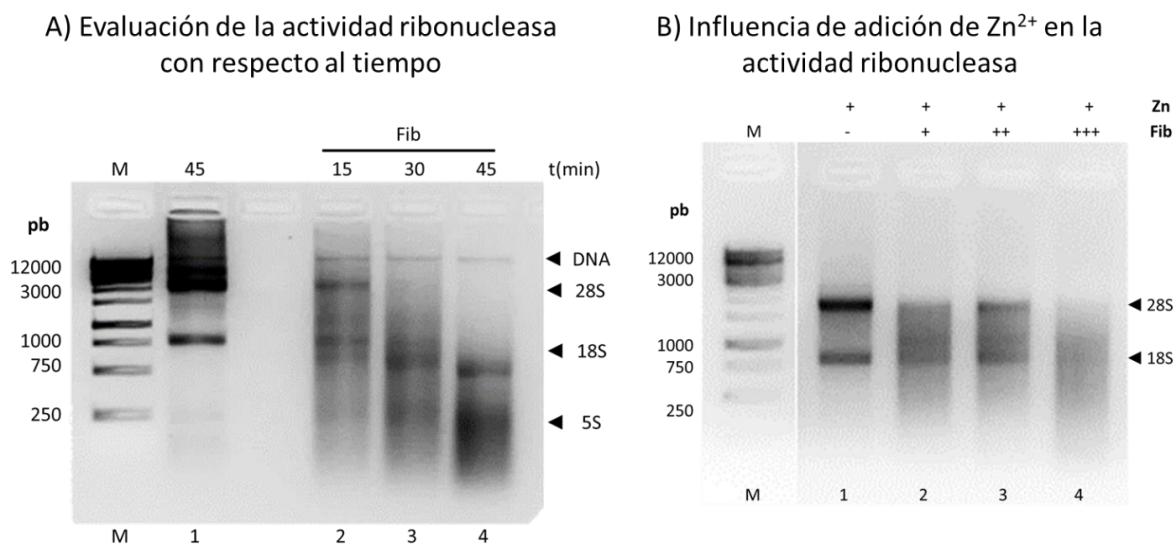 A) Evaluación de la actividad ribonucleasa
con respecto al tiempo
Fib
M 45 15 30 45 t(min)
pb
12000
3000
1000
750
250
DNA
28S
18S
5S
M 1 2 3 4
B) Influencia de adición de Zn²⁺ en la
actividad ribonucleasa
+ + + + Zn
M - + ++ +++ Fib
pb
12000
3000
1000
750
250
28S
18S
M 1 2 3 4